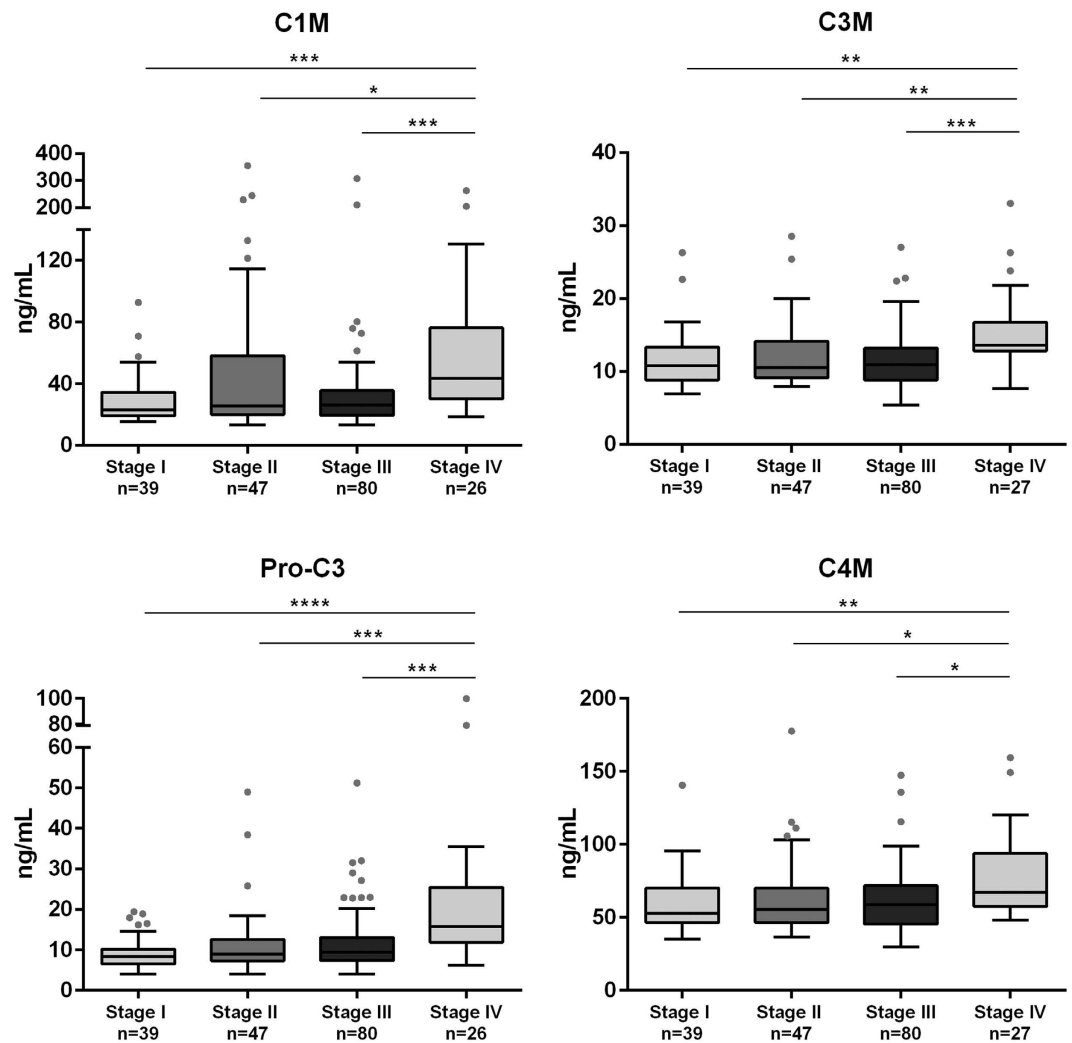 C1M
***
*
***
400
300
200
120
80
40
0
ng/mL
Stage I Stage II Stage III Stage IV
n=39 n=47 n=80 n=26
C3M
**
**
***
40
30
20
10
0
ng/mL
Stage I Stage II Stage III Stage IV
n=39 n=47 n=80 n=27
Pro-C3
****
***
***
100
80
60
50
40
30
20
10
0
ng/mL
Stage I Stage II Stage III Stage IV
n=39 n=47 n=80 n=26
C4M
**
*
*
200
150
100
50
0
ng/mL
Stage I Stage II Stage III Stage IV
n=39 n=47 n=80 n=27